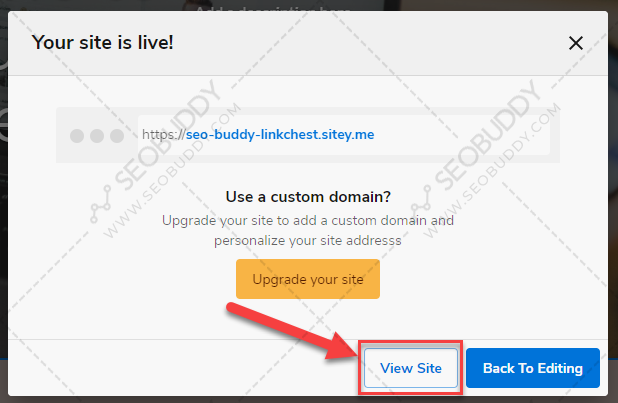 Add a description here
Your site is live!
https://seo-buddy-linkchest.sitey.me
Use a custom domain?
Upgrade your site to add a custom domain and
personalize your site addresss
Upgrade your site
View Site
Back To Editing
SEOBUDDY
WWW.SEOBUDDY.COM
SEOBUDDY
WWW.SEOBUDDY.COM